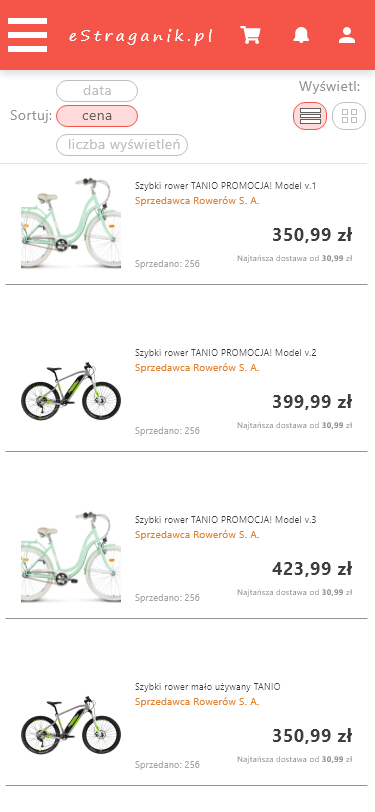 eStraganik.pl
Wyświetl:
data
Sortuj: cena
liczba wyświetleń
Szybki rower TANIO PROMOCJA! Model v.1
Sprzedawca Rowerów S. A.
350,99 zł
Sprzedano: 256 Najtańsza dostawa od 30,99 zł
Szybki rower TANIO PROMOCJA! Model v.2
Sprzedawca Rowerów S. A.
399,99 zł
Sprzedano: 256 Najtańsza dostawa od 30,99 zł
Szybki rower TANIO PROMOCJA! Model v.3
Sprzedawca Rowerów S. A.
423,99 zł
Sprzedano: 256 Najtańsza dostawa od 30,99 zł
Szybki rower mało używany TANIO
Sprzedawca Rowerów S. A.
350,99 zł
Sprzedano: 256 Najtańsza dostawa od 30,99 zł